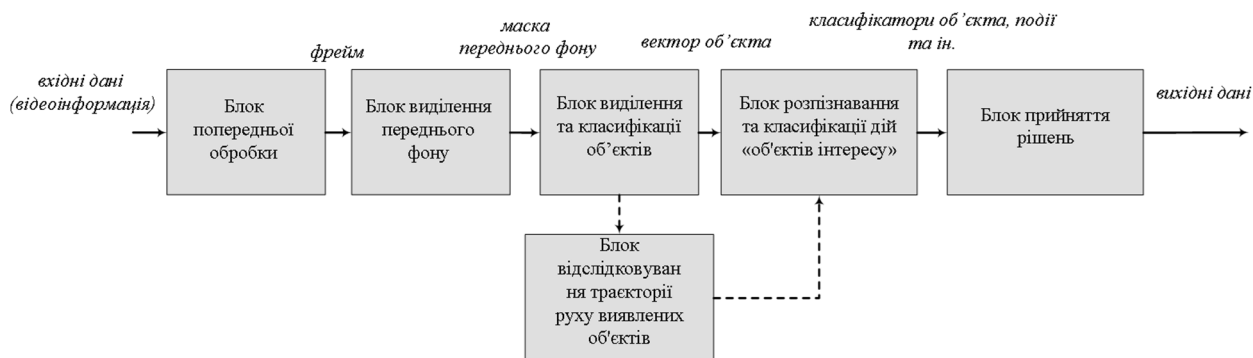 вхідні дані
(відеоінформація)
Блок
попередньої
обробки
фрейм
Блок виділення
переднього
фону
маска
переднього фону
Блок виділення
та класифікації
об’єктів
вектор об’єкта
Блок розпізнавання
та класифікації дій
«об'єктів інтересу»
класифікатори об’єкта, події
та ін.
Блок прийняття
рішень
вихідні дані
Блок
відслідковуван
ня траєкторії
руху виявлених
об'єктів